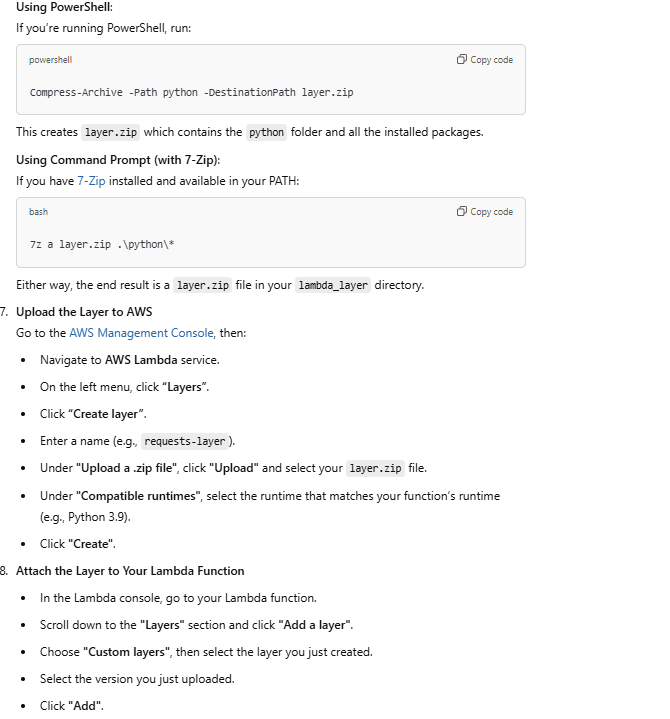 Using PowerShell:
If you're running PowerShell, run:
powershell
Copy code
Compress-Archive -Path python -DestinationPath layer.zip
This creates layer.zip which contains the python folder and all the installed packages.
Using Command Prompt (with 7-Zip):
If you have 7-Zip installed and available in your PATH:
bash
Copy code
7z a layer.zip .\python\*
Either way, the end result is a layer.zip file in your lambda_layer directory.
7. Upload the Layer to AWS
Go to the AWS Management Console, then:
• Navigate to AWS Lambda service.
• On the left menu, click "Layers".
• Click "Create layer".
• Enter a name (e.g., requests-layer ).
• Under "Upload a .zip file", click "Upload" and select your layer.zip file.
• Under "Compatible runtimes", select the runtime that matches your function's runtime
(e.g., Python 3.9).
• Click "Create".
8. Attach the Layer to Your Lambda Function
• In the Lambda console, go to your Lambda function.
• Scroll down to the "Layers" section and click "Add a layer".
• Choose "Custom layers", then select the layer you just created.
• Select the version you just uploaded.
• Click "Add".